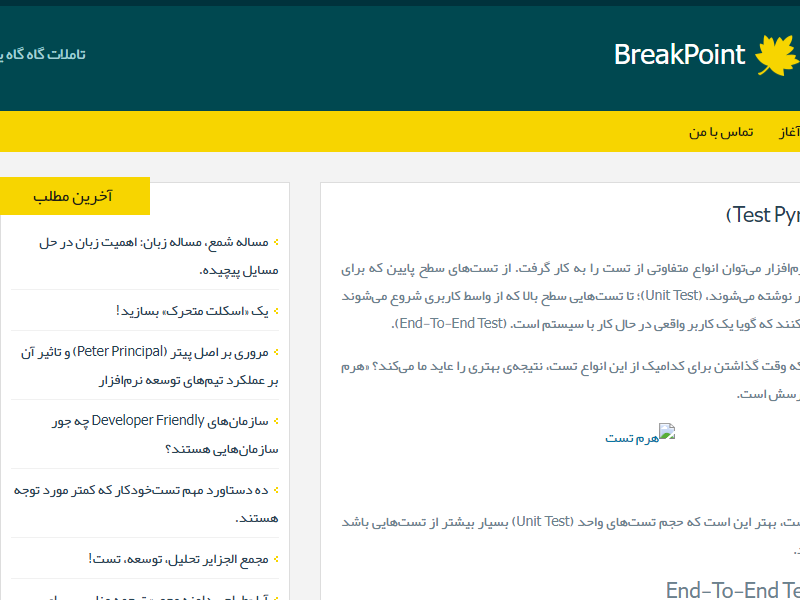 BreakPoint
تاملات گاه گاه
آغاز
تماس با من
(Test
رم‌افزار می‌توان انواع متفاوتی از تست را به کار گرفت. از تست‌های سطح پایین که برای
نوشته می‌شوند، (Unit Test)؛ تا تست‌هایی سطح بالا که از واسط کاربری شروع می‌شوند
کنند که گویا یک کاربر واقعی در حال کار با سیستم است. (End-To-End Test).
که وقت گذاشتن برای کدامیک از این انواع تست، نتیجه‌ی بهتری را عاید ما می‌کند؟ «هرم
است.
هرم تست
ست، بهتر این است که حجم تست‌های واحد (Unit Test) بسیار بیشتر از تست‌هایی باشد
End-To-End Te
آخرین مطلب
مساله شمع، مساله زبان: اهمیت زبان در حل
مسایل پیچیده.
یک «اسکلت متحرک» بسازید!
مروری بر اصل پیتر (Peter Principal) و تاثیر آن
بر عملکرد تیم‌های توسعه نرم‌افزار
سازمان‌های Developer Friendly چه جور
سازمان‌هایی هستند؟
ده دستاورد مهم تست‌خودکار که کمتر مورد توجه
هستند.
مجمع الجزایر تحلیل، توسعه، تست!